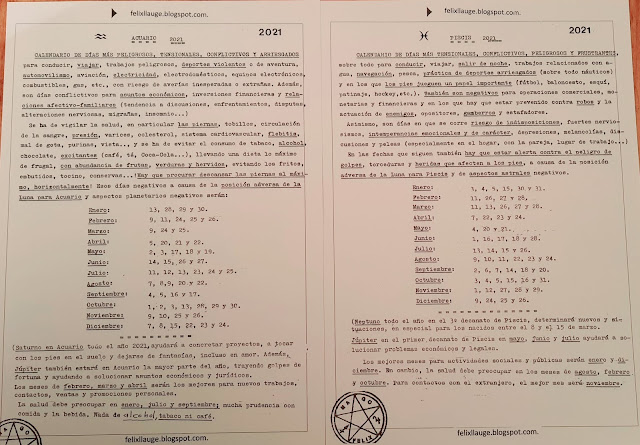 felixllauge.blogspot.com.
2021
ACUARIO 2021
CALENDARIO DE DÍAS MÁS PELIGROSOS, TENSIONALES, CONFLICTIVOS Y ARRIESGADOS
para conducir, viajar, trabajos peligrosos, deportes violentos o de aventura,
automovilismo, aviación, electricidad, electrodomésticos, equipos electrónicos
combustibles, gas, etc., con riesgo de averías inesperadas o extrañas. Además,
son días conflictivos para asuntos económicos, inversiones financieras y rela-
ciones afectivo-familiares (tendencia a discusiones, enfrentamientos, disputas,
alteraciones nerviosas, migrañas, insomnio...)
Se ha de vigilar la salud, en particular las piernas, tobillos, circulación
de la sangre, presión, varices, colesterol, sistema cardiovascular, flebitis,
mal de gota, purinas, vista...y se ha de evitar el consumo de tabaco, alcohol,
chocolate, excitantes (café, té, Coca-Cola...), llevando una dieta lo máximo
de frugal, con abundancia de frutas, verduras y hervidos, evitando los fritos,
embutidos, tocino, conservas...!Hay que procurar descansar las piernas al máxi-
mo, horizontalmente! Esos días negativos a causa de la posición adversa de la
Luna para Acuario y aspectos planetarios negativos serán:
Enero: 13, 28, 29 y 30.
Febrero: 9, 11, 24, 25 y 26.
Marzo: 9, 24 y 25.
Abril: 5, 20, 21 y 22.
Mayo: 2, 3, 17, 18 y 19.
Junio: 14, 15, 26 y 27.
Julio: 11, 12, 13, 23, 24 y 25.
Agosto: 7, 8,9, 20 y 22.
Septiembre: 4, 5, 16 y 17.
Octubre: 1, 2, 3, 13, 28, 29 y 30.
Noviembre: 9, 10, 25 y 26.
Diciembre: 7, 8, 15, 22, 23 y 24.
(Saturno en Acuario todo el año 2021, ayudará a concretar proyectos, a tocar
con los pies en el suelo y dejarse de fantasías, incluso en amor. Además,
Júpiter también estará en Acuario la mayor parte del año, trayendo golpes de
fortuna y ayudando a solucionar asuntos económicos y jurídicos.
Los meses de febrero, marzo y abril serán los mejores para nuevos trabajos,
contactos, ventas y promociones personales.
La salud debe preocupar en enero, julio y septiembre; mucha prudencia con
comida y la bebida. Nada de alcohol, tabaco ni café.
felixllauge.blogspot.com.
felixllauge.blogspot.com.
2021
PISCIS 2021
CALENDARIO DE DÍAS MÁS TENSIONALES, CONFLICTIVOS, PELIGROSOS Y FRUSTRANTES,
sobre todo para conducir, viajar, salir de noche, trabajos relacionados con a-
gua, navegación, pesca, práctica de deportes arriesgados (sobre todo náuticos)
y en los que los pies jueguen un papel importante (fútbol, baloncesto, esquí,
patinaje, hockey,etc.). También son negativos para operaciones comerciales, mo-
netarias y financieras y en los que hay que estar prevenido contra robos y la
actuación de enemigos, opositores, gamberros y estafadores.
Asimismo, son días en que se corre riesgo de indisposiciones, fuertes nervio-
sismos, intemperancias emocionales y de carácter, depresiones, melancolías, dis-
cusiones y peleas (especialmente en el hogar, con la pareja, lugar de trabajo...)
En las fechas que siguen también hay que estar alerta contra el peligro de
golpes, torceduras y heridas que afecten a los pies, a causa de la posición
adversa de la Luna para Piscis y de aspectos astrales negativos.
Enero: 3, 4, 5, 15, 30 y 31.
Febrero: 11, 26, 27 y 28.
Marzo: 11, 13, 26, 27 y 28.
Abril: 7, 22, 23 y 24.
Mayo: 4, 20 y 21.
Junio: 1, 16, 17, 18 y 28.
Julio: 13, 14, 15 y 26.
Agosto: 9, 10, 11, 22, 23 y 24.
Septiembre: 2, 6, 7, 14, 18 y 20.
Octubre: 3, 4, 5, 15, 16 y 31.
Noviembre: 1, 12, 27, 28 y 29.
Diciembre: 9, 24, 25 y 26.
(Neptuno todo el año en el 3º decanato de Piscis, determinará nuevos y si-
tuaciones, en especial para los nacidos entre el 8 y el 15 de marzo.
Júpiter en el primer decanato de Piscis en mayo, junio y julio ayudará a so-
lucionar problemas económicos y legales.
Los mejores meses para actividades sociales y públicas serán enero y di-
ciembre. En cambio, la salud debe preocupar en los meses de agosto, febrero
y octubre. Para contactos con el extranjero, el mejor mes será noviembre.
FELIX
felixllauge.blogspot.com.